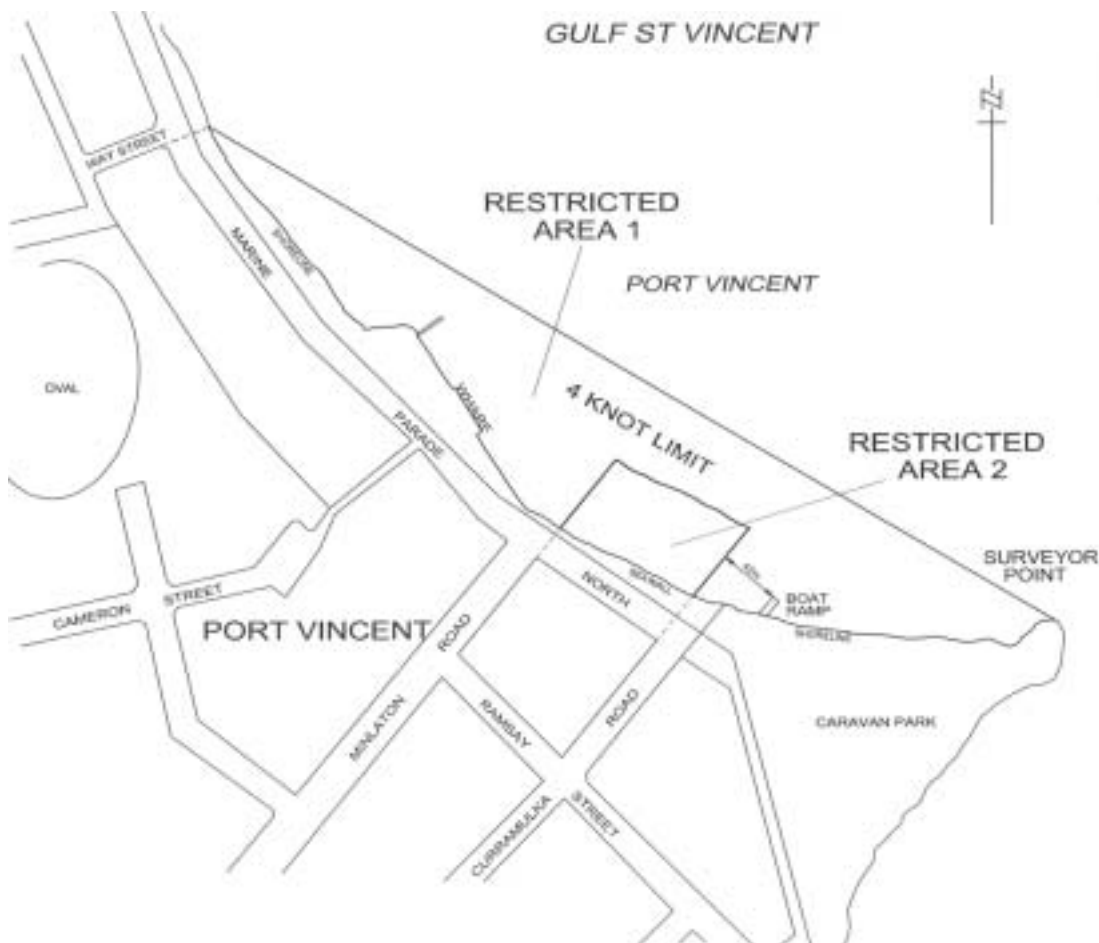 GULF ST VINCENT
N
WAY STREET
RESTRICTED
AREA 1
MARINE
SHORELINE
PORT VINCENT
OVAL
WHARF
4 KNOT LIMIT
PARADE
RESTRICTED
AREA 2
SURVEYOR
POINT
NORTH
SEAWALL
BOAT
RAMP
SHORELINE
CAMERON
STREET
PORT VINCENT
ROAD
MINLATON
RAMSAY
ROAD
CARAVAN PARK
CURRAMULKA
STREET